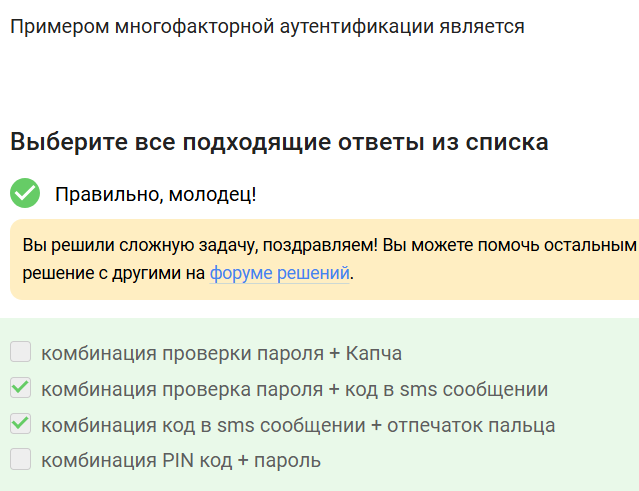 Примером многофакторной аутентификации является
Выберите все подходящие ответы из списка
Правильно, молодец!
Вы решили сложную задачу, поздравляем! Вы можете помочь остальным
решение с другими на форуме решений.
комбинация проверки пароля + Капча
комбинация проверка пароля + код в sms сообщении
комбинация код в sms сообщении + отпечаток пальца
комбинация PIN код + пароль